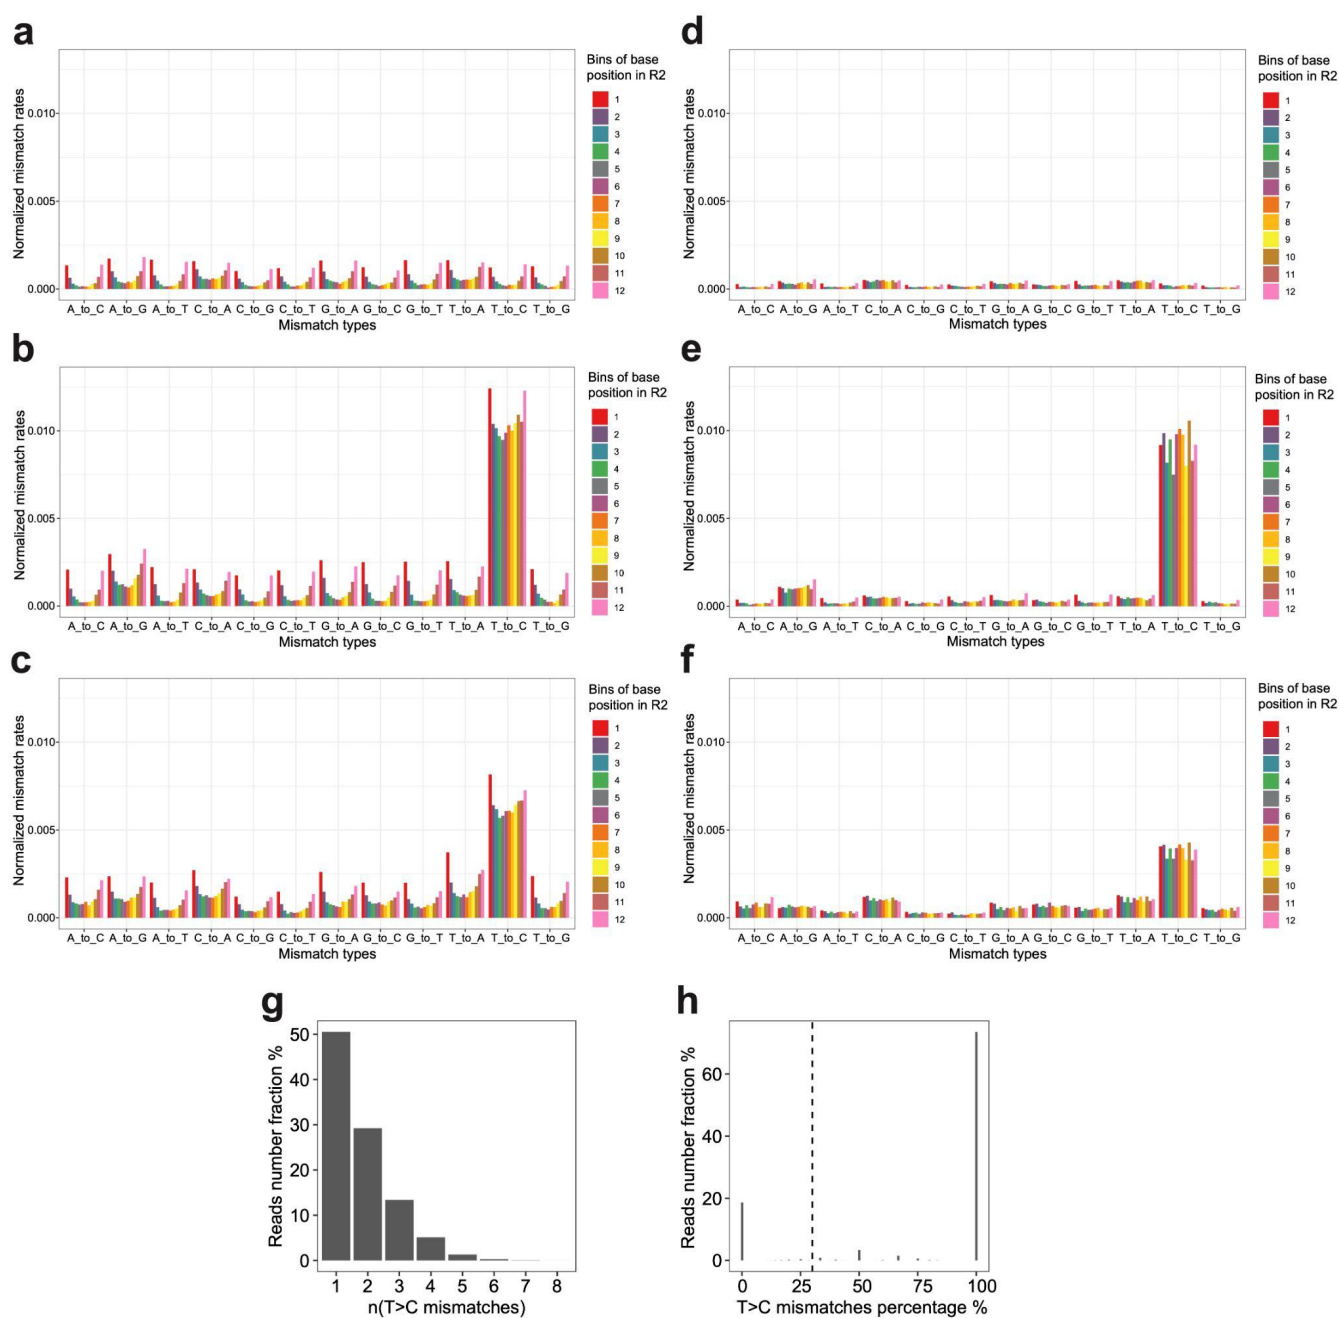 a
Normalized mismatch rates
0.010
0.005
0.000
A_to_C A_to_G A_to_T C_to_A C_to_G C_to_T G_to_A G_to_C G_to_T T_to_A T_to_C T_to_G
Mismatch types
Bins of base
position in R2
1
2
3
4
5
6
7
8
9
10
11
12
d
Normalized mismatch rates
0.010
0.005
0.000
A_to_C A_to_G A_to_T C_to_A C_to_G C_to_T G_to_A G_to_C G_to_T T_to_A T_to_C T_to_G
Mismatch types
Bins of base
position in R2
1
2
3
4
5
6
7
8
9
10
11
12
b
Normalized mismatch rates
0.010
0.005
0.000
A_to_C A_to_G A_to_T C_to_A C_to_G C_to_T G_to_A G_to_C G_to_T T_to_A T_to_C T_to_G
Mismatch types
Bins of base
position in R2
1
2
3
4
5
6
7
8
9
10
11
12
e
Normalized mismatch rates
0.010
0.005
0.000
A_to_C A_to_G A_to_T C_to_A C_to_G C_to_T G_to_A G_to_C G_to_T T_to_A T_to_C T_to_G
Mismatch types
Bins of base
position in R2
1
2
3
4
5
6
7
8
9
10
11
12
c
Normalized mismatch rates
0.010
0.005
0.000
A_to_C A_to_G A_to_T C_to_A C_to_G C_to_T G_to_A G_to_C G_to_T T_to_A T_to_C T_to_G
Mismatch types
Bins of base
position in R2
1
2
3
4
5
6
7
8
9
10
11
12
f
Normalized mismatch rates
0.010
0.005
0.000
A_to_C A_to_G A_to_T C_to_A C_to_G C_to_T G_to_A G_to_C G_to_T T_to_A T_to_C T_to_G
Mismatch types
Bins of base
position in R2
1
2
3
4
5
6
7
8
9
10
11
12
g
Reads number fraction %
50
40
30
20
10
0
1 2 3 4 5 6 7 8
n(T>C mismatches)
h
Reads number fraction %
60
40
20
0
0 25 50 75 100
T>C mismatches percentage %